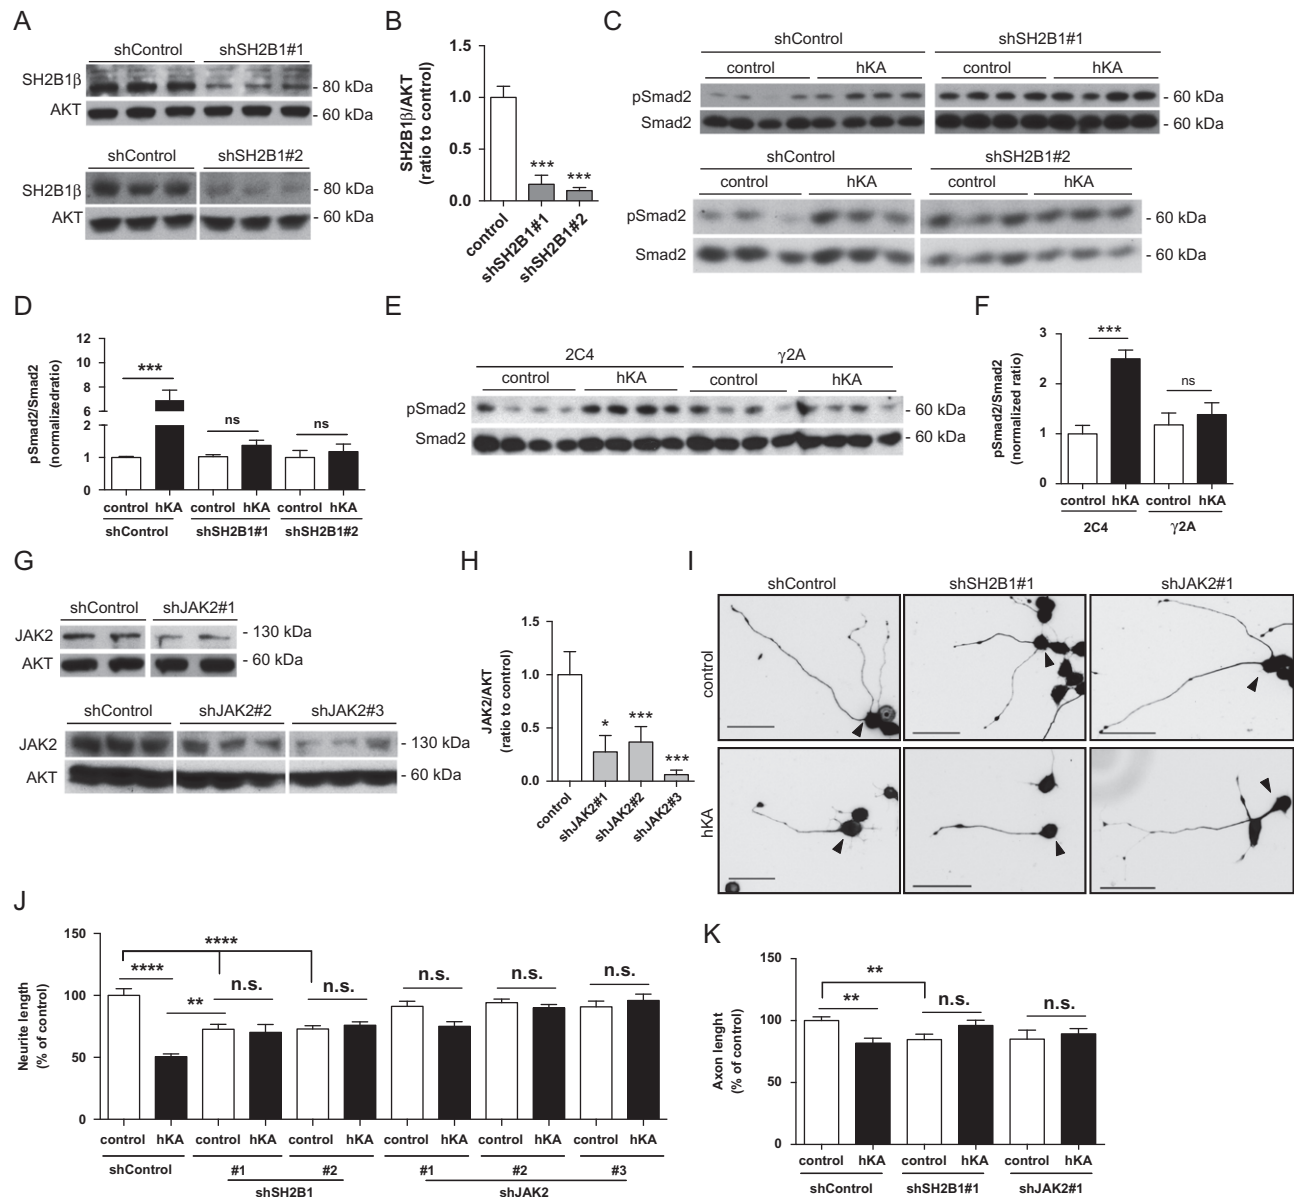 A
shControl
shSH2B1#1
SH2B1β
- 80 kDa
AKT
- 60 kDa
shControl
shSH2B1#2
SH2B1β
- 80 kDa
AKT
- 60 kDa
B
SH2B1β/AKT
(ratio to control)
1.5
1.0
0.5
0.0
***
***
control
shSH2B1#1
shSH2B1#2
C
shControl
shSH2B1#1
control
hKA
control
hKA
pSmad2
- 60 kDa
Smad2
- 60 kDa
shControl
shSH2B1#2
control
hKA
control
hKA
pSmad2
- 60 kDa
Smad2
- 60 kDa
D
pSmad2/Smad2
(normalizedratio)
12
10
8
6
2
1
0
***
ns
ns
control hKA control hKA control hKA
shControl shSH2B1#1 shSH2B1#2
E
2C4
γ2A
control
hKA
control
hKA
pSmad2
- 60 kDa
Smad2
- 60 kDa
F
pSmad2/Smad2
(normalized ratio)
3
2
1
0
***
ns
control hKA control hKA
2C4 γ2A
G
shControl shJAK2#1
JAK2
- 130 kDa
AKT
- 60 kDa
shControl shJAK2#2 shJAK2#3
JAK2
- 130 kDa
AKT
- 60 kDa
H
JAK2/AKT
(ratio to control)
1.5
1.0
0.5
0.0
*
***
***
control
shJAK2#1
shJAK2#2
shJAK2#3
I
shControl
shSH2B1#1
shJAK2#1
control
hKA
J
Neurite length
(% of control)
150
100
50
0
****
****
**
n.s.
n.s.
n.s.
n.s.
n.s.
control hKA control hKA control hKA control hKA control hKA control hKA
shControl #1 #2 #1 #2 #3
shSH2B1 shJAK2
K
Axon lenght
(% of control)
150
100
50
0
**
**
n.s.
n.s.
control hKA control hKA control hKA
shControl shSH2B1#1 shJAK2#1